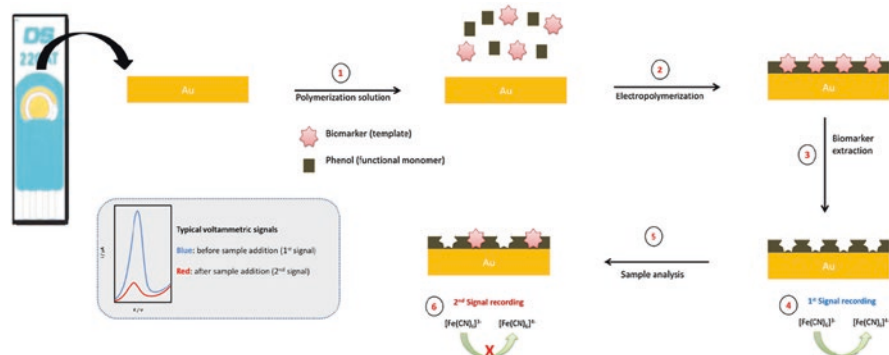 DS
220AT
Au
1
Polymerization solution
Au
2
Electropolymerization
Au
Biomarker (template)
Phenol (functional monomer)
3
Biomarker
extraction
Typical voltammetric signals
Blue: before sample addition (1st signal)
Red: after sample addition (2nd signal)
I / µA
E / V
Au
5
Sample analysis
Au
6
2nd Signal recording
[Fe(CN)6]3-
[Fe(CN)6]4-
X
4
1st Signal recording
[Fe(CN)6]3-
[Fe(CN)6]4-